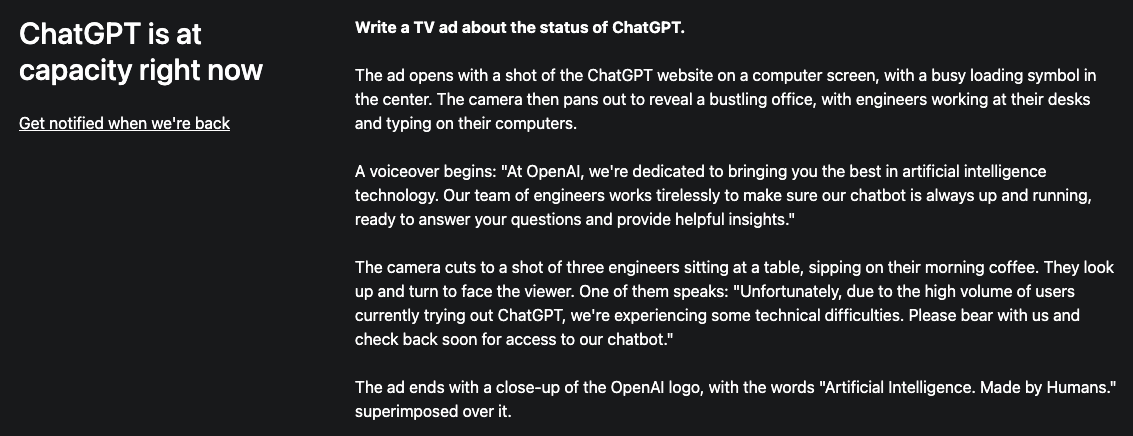 ChatGPT is at
capacity right now
Get notified when we're back
Write a TV ad about the status of ChatGPT.
The ad opens with a shot of the ChatGPT website on a computer screen, with a busy loading symbol in
the center. The camera then pans out to reveal a bustling office, with engineers working at their desks
and typing on their computers.
A voiceover begins: "At OpenAI, we're dedicated to bringing you the best in artificial intelligence
technology. Our team of engineers works tirelessly to make sure our chatbot is always up and running,
ready to answer your questions and provide helpful insights."
The camera cuts to a shot of three engineers sitting at a table, sipping on their morning coffee. They look
up and turn to face the viewer. One of them speaks: "Unfortunately, due to the high volume of users
currently trying out ChatGPT, we're experiencing some technical difficulties. Please bear with us and
check back soon for access to our chatbot."
The ad ends with a close-up of the OpenAI logo, with the words "Artificial Intelligence. Made by Humans."
superimposed over it.